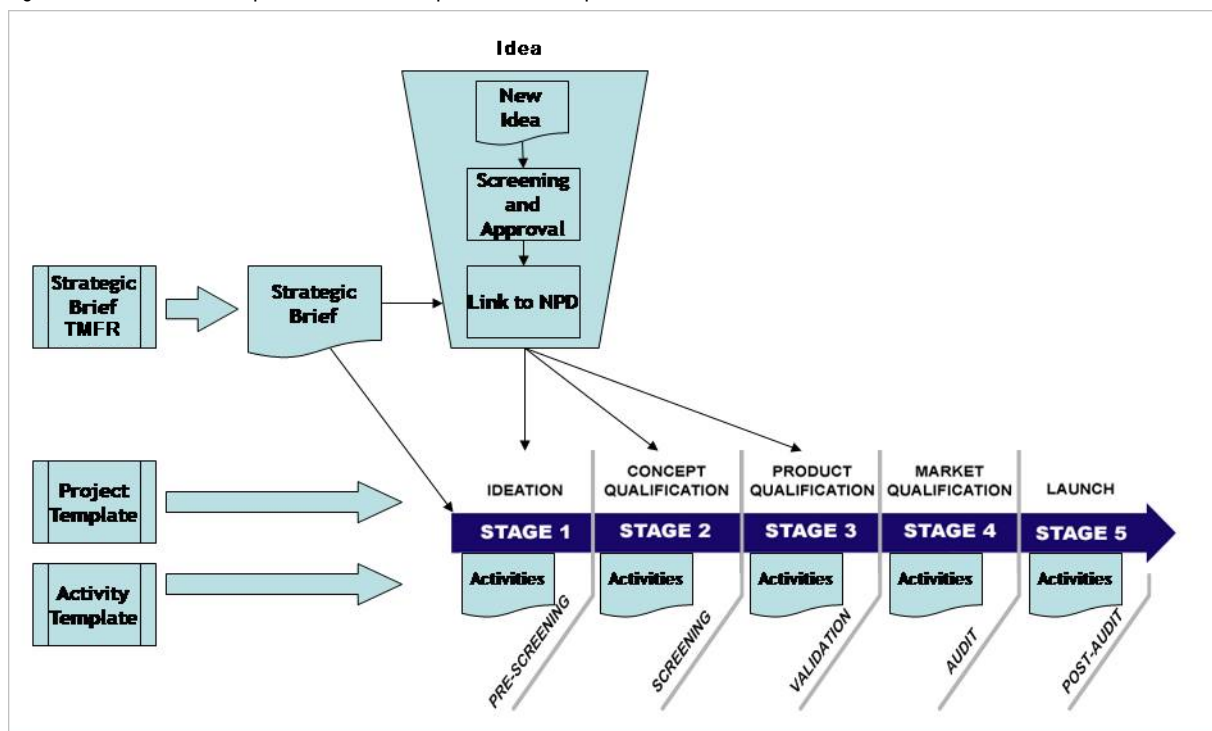 Idea
New
Idea
Screening
and
Approval
Link to NPD
Strategic
Brief
TMFR
Strategic
Brief
Project
Template
Activity
Template
IDEATION
CONCEPT
QUALIFICATION
PRODUCT
QUALIFICATION
MARKET
QUALIFICATION
LAUNCH
STAGE 1
STAGE 2
STAGE 3
STAGE 4
STAGE 5
Activities
Activities
Activities
Activities
Activities
PRE-SCREENING
SCREENING
VALIDATION
AUDIT
POST-AUDIT